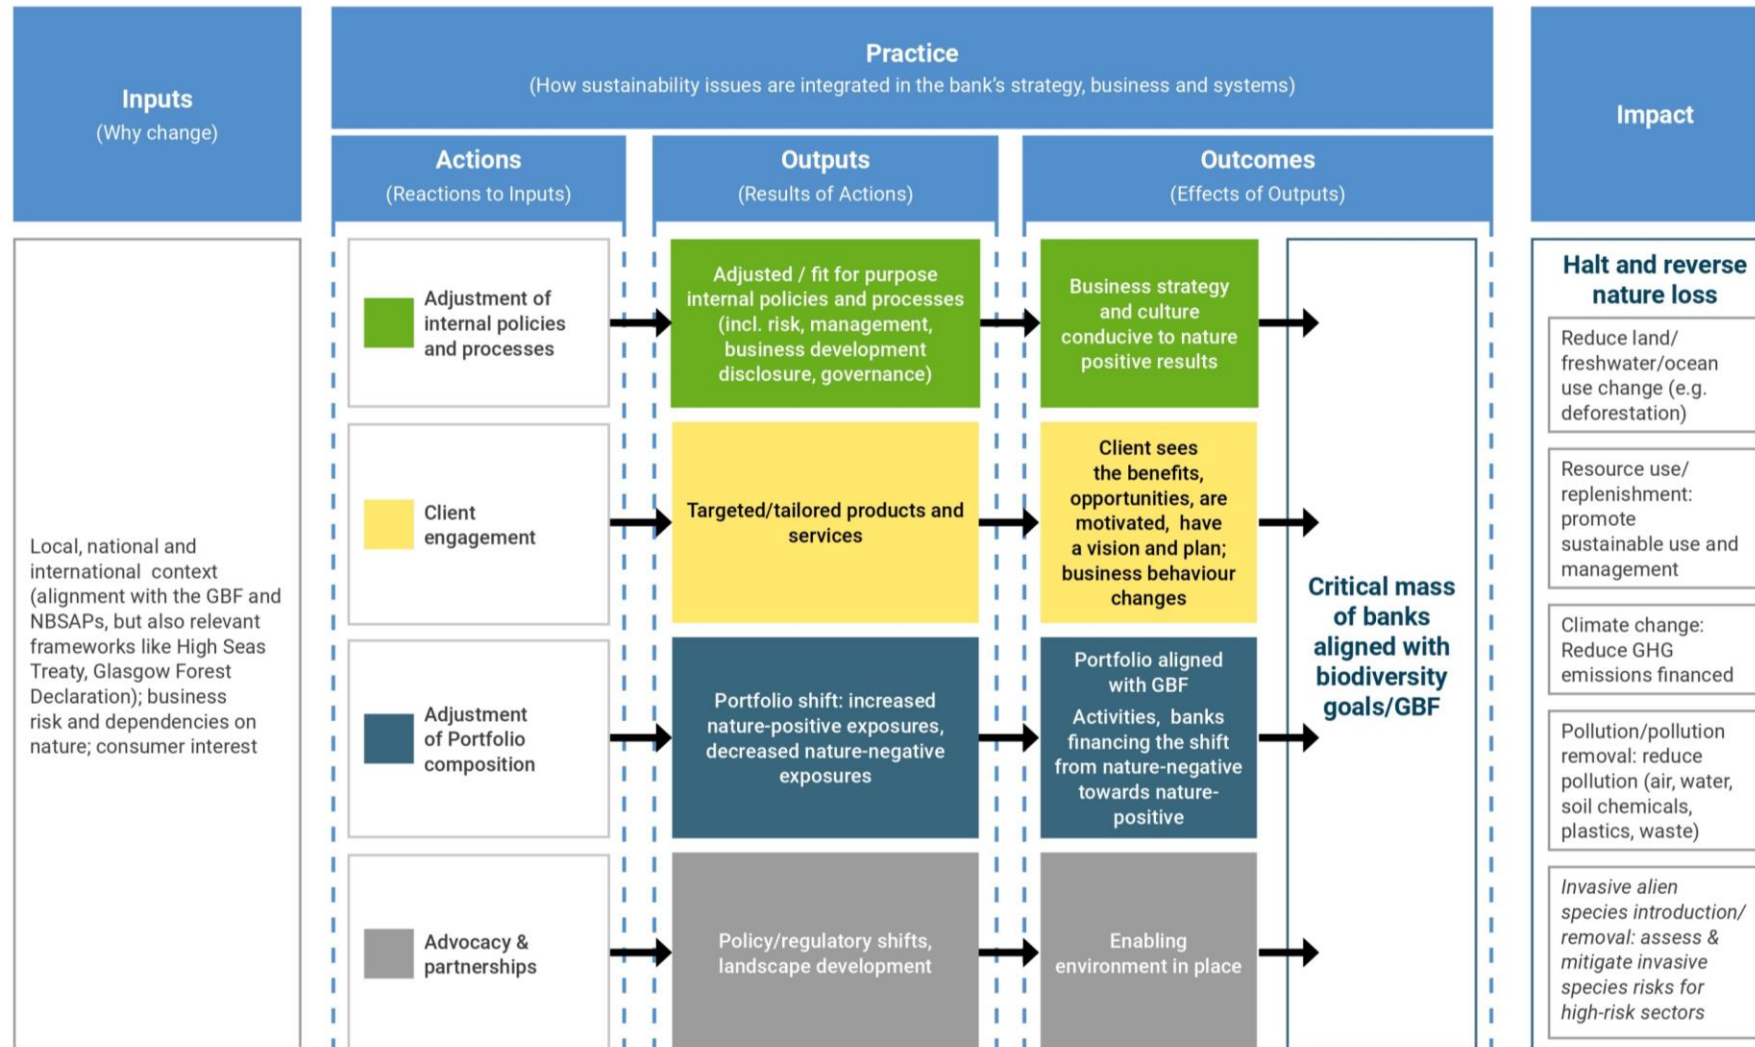 Inputs
(Why change)
Practice
(How sustainability issues are integrated in the bank's strategy, business and systems)
Impact
Actions
(Reactions to Inputs)
Outputs
(Results of Actions)
Outcomes
(Effects of Outputs)
Local, national and
international context
(alignment with the GBF and
NBSAPs, but also relevant
frameworks like High Seas
Treaty, Glasgow Forest
Declaration); business
risk and dependencies on
nature; consumer interest
Adjustment of
internal policies
and processes
Adjusted / fit for purpose
internal policies and processes
(incl. risk, management,
business development
disclosure, governance)
Business strategy
and culture
conducive to nature
positive results
Client
engagement
Targeted/tailored products and
services
Client sees
the benefits,
opportunities, are
motivated, have
a vision and plan;
business behaviour
changes
Adjustment
of Portfolio
composition
Portfolio shift: increased
nature-positive exposures,
decreased nature-negative
exposures
Portfolio aligned
with GBF
Activities, banks
financing the shift
from nature-negative
towards nature-
positive
Advocacy &
partnerships
Policy/regulatory shifts,
landscape development
Enabling
environment in place
Critical mass
of banks
aligned with
biodiversity
goals/GBF
Halt and reverse
nature loss
Reduce land/
freshwater/ocean
use change (e.g.
deforestation)
Resource use/
replenishment:
promote
sustainable use and
management
Climate change:
Reduce GHG
emissions financed
Pollution/pollution
removal: reduce
pollution (air, water,
soil chemicals,
plastics, waste)
Invasive alien
species introduction/
removal: assess &
mitigate invasive
species risks for
high-risk sectors